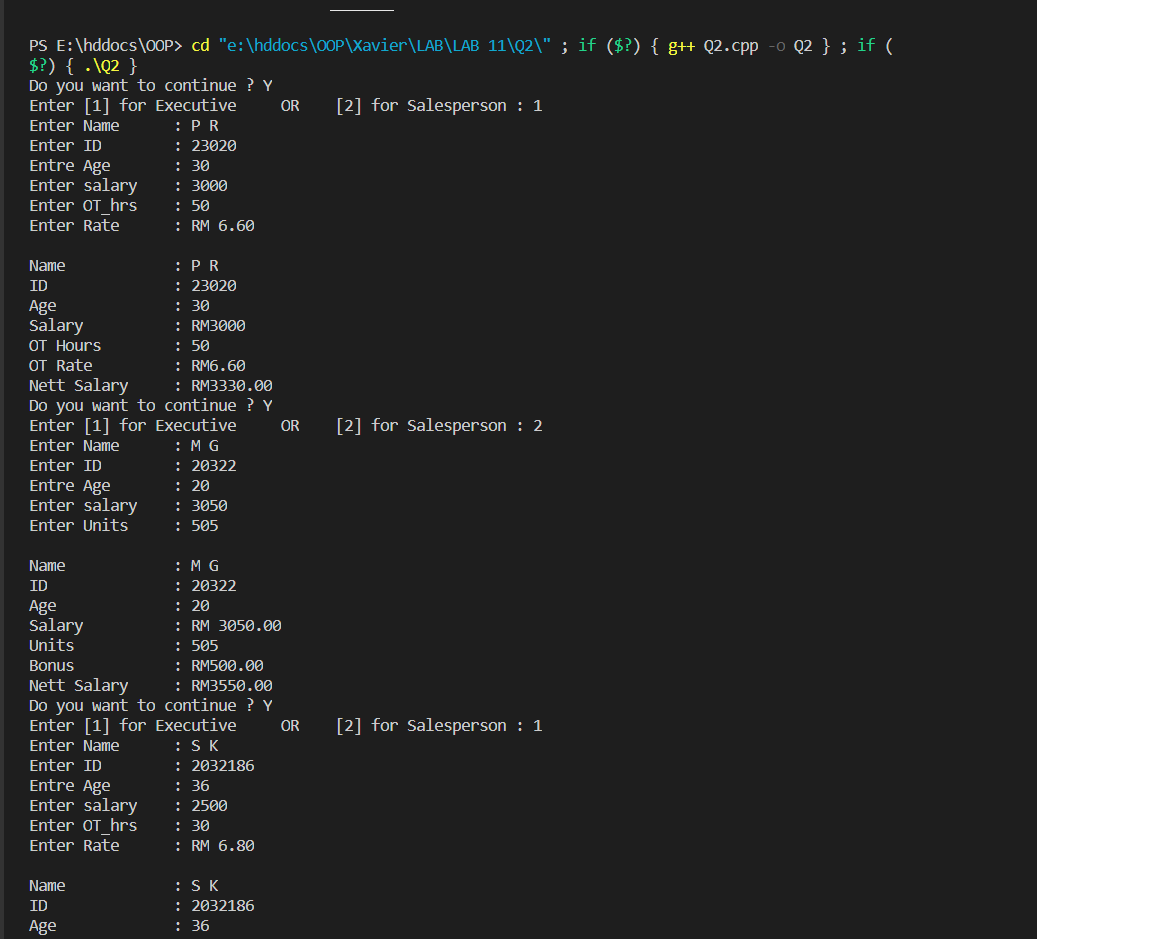 PS E:\hddocs\OOP> cd "e:\hddocs\OOP\Xavier\LAB\LAB 11\Q2\" ; if ($?) { g++ Q2.cpp -o Q2 } ; if (
$?) { .\Q2 }
Do you want to continue ? Y
Enter [1] for Executive     OR    [2] for Salesperson : 1
Enter Name      : P R
Enter ID        : 23020
Entre Age       : 30
Enter salary    : 3000
Enter OT_hrs    : 50
Enter Rate      : RM 6.60

Name            : P R
ID              : 23020
Age             : 30
Salary          : RM3000
OT Hours        : 50
OT Rate         : RM6.60
Nett Salary     : RM3330.00
Do you want to continue ? Y
Enter [1] for Executive     OR    [2] for Salesperson : 2
Enter Name      : M G
Enter ID        : 20322
Entre Age       : 20
Enter salary    : 3050
Enter Units     : 505

Name            : M G
ID              : 20322
Age             : 20
Salary          : RM 3050.00
Units           : 505
Bonus           : RM500.00
Nett Salary     : RM3550.00
Do you want to continue ? Y
Enter [1] for Executive     OR    [2] for Salesperson : 1
Enter Name      : S K
Enter ID        : 2032186
Entre Age       : 36
Enter salary    : 2500
Enter OT_hrs    : 30
Enter Rate      : RM 6.80

Name            : S K
ID              : 2032186
Age             : 36